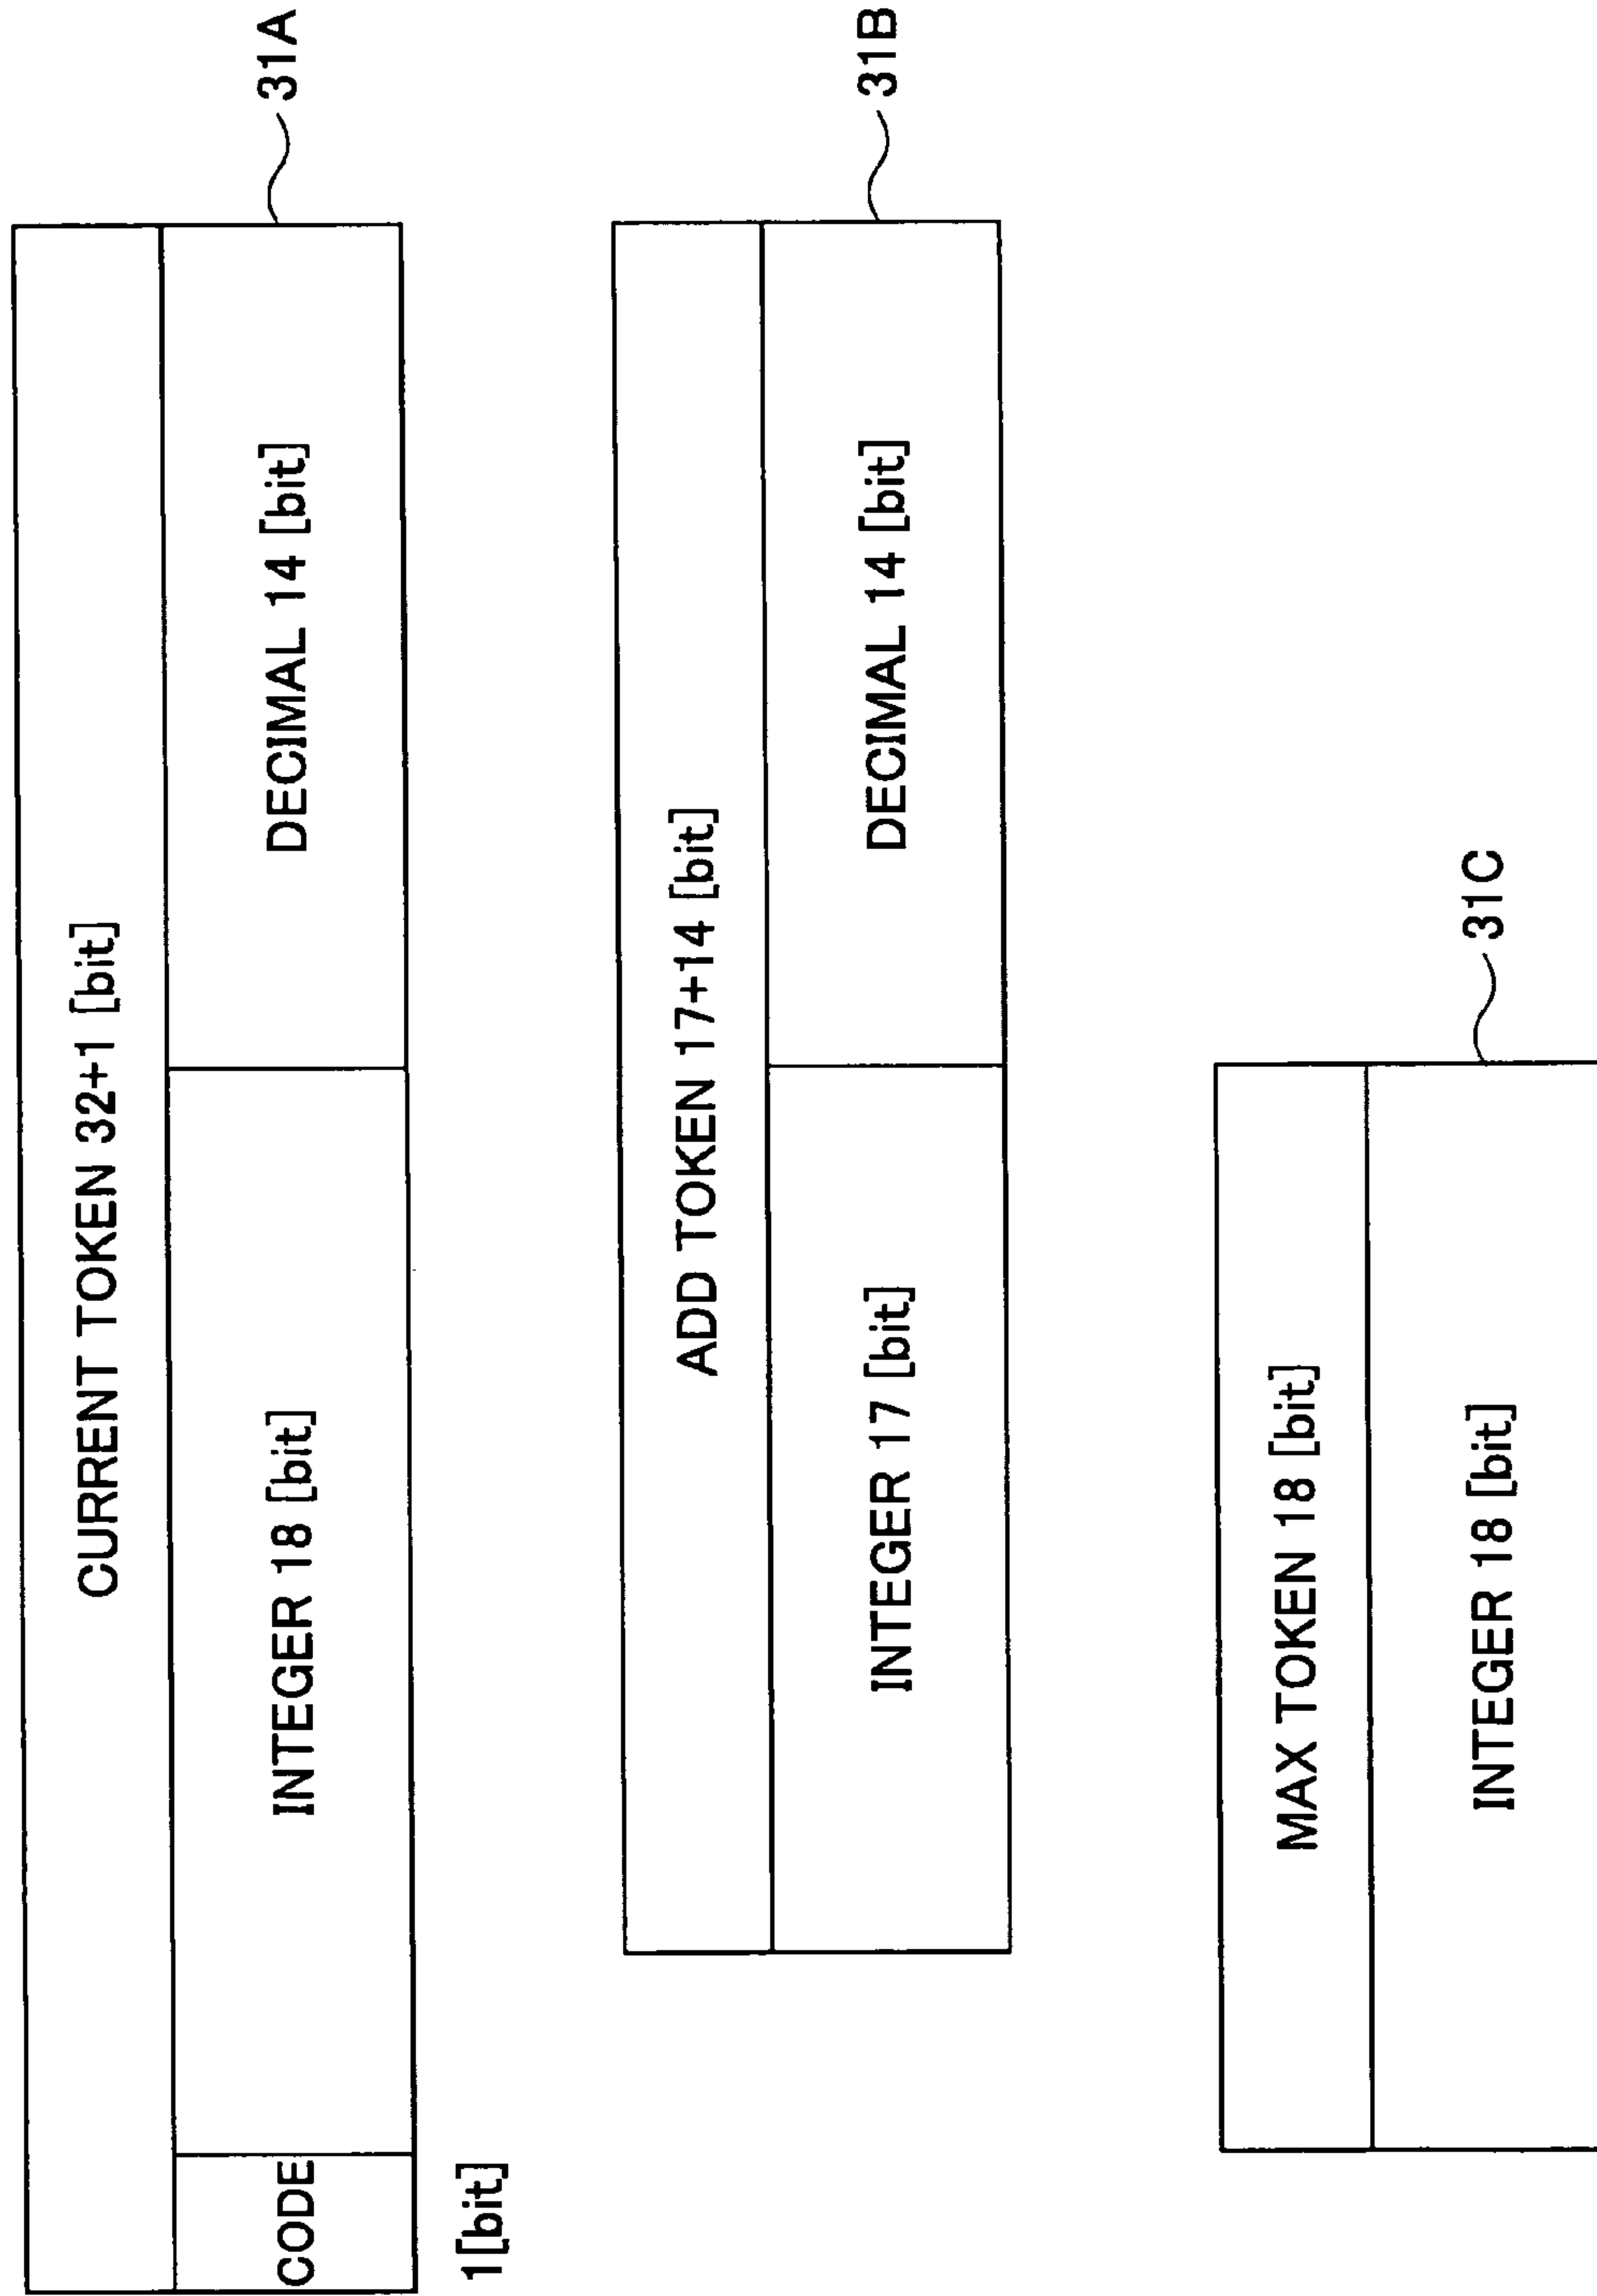 CURRENT TOKEN 32+1 [bit]
CODE
INTEGER 18 [bit]
DECIMAL 14 [bit]
31A
1[bit]
ADD TOKEN 17+14 [bit]
INTEGER 17 [bit]
DECIMAL 14 [bit]
31B
MAX TOKEN 18 [bit]
INTEGER 18 [bit]
31C